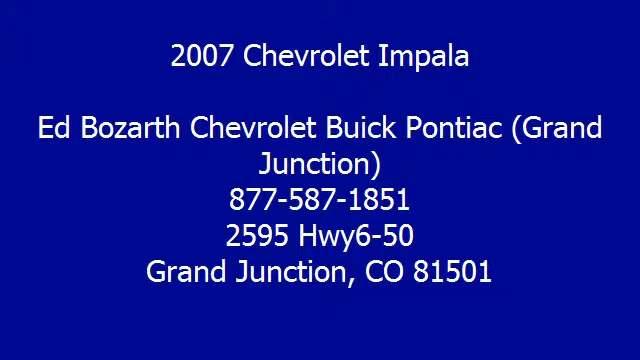 2007 Chevrolet Impala
Ed Bozarth Chevrolet Buick Pontiac (Grand
Junction)
877-587-1851
2595 Hwy6-50
Grand Junction, CO 81501